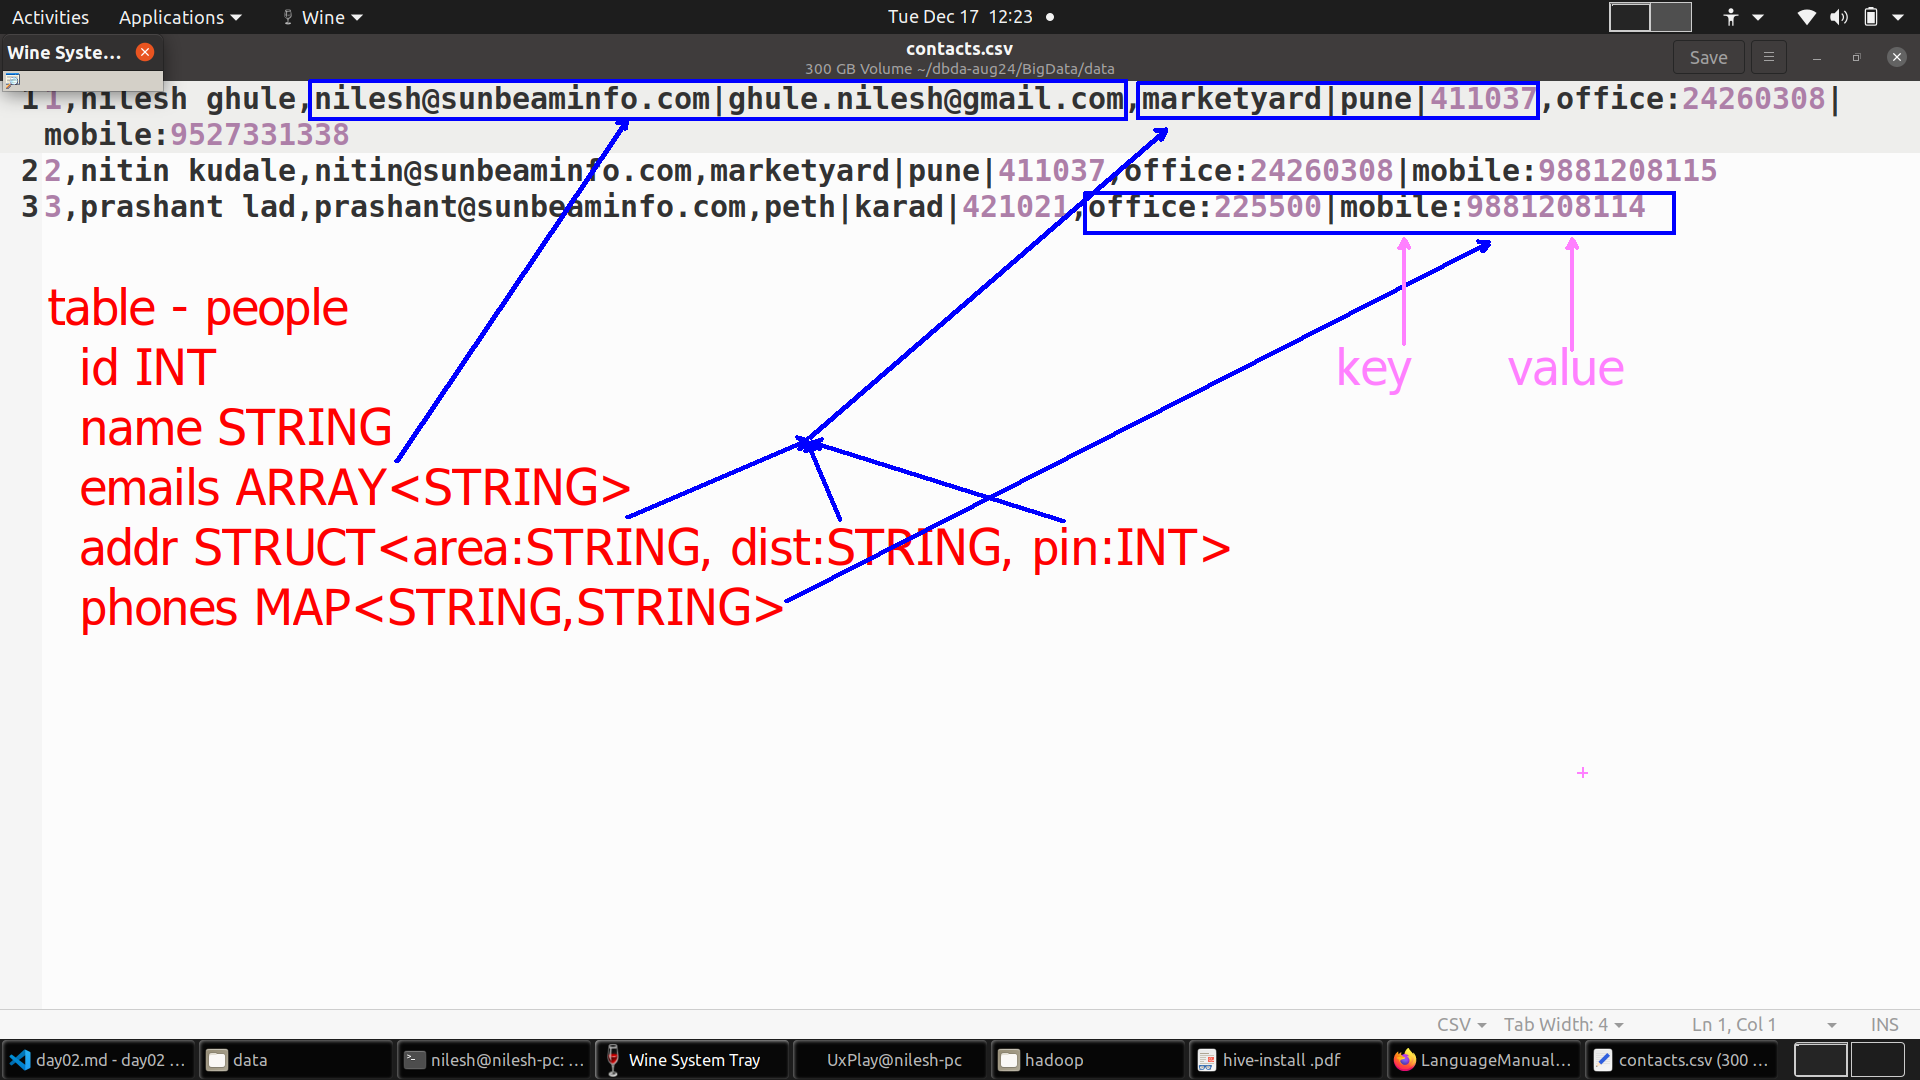 Activities Applications Wine Tue Dec 17 12:23
Wine Syste...
contacts.csv
300 GB Volume ~/dbda-aug24/BigData/data
Save
1 1,nilesh ghule,nilesh@sunbeaminfo.com|ghule.nilesh@gmail.com,marketyard|pune|411037,office:24260308|
mobile:9527331338
2 2,nitin kudale,nitin@sunbeaminfo.com,marketyard|pune|411037,office:24260308|mobile:9881208115
3 3,prashant lad,prashant@sunbeaminfo.com,peth|karad|421021,office:225500|mobile:9881208114
table - people
id INT
key value
name STRING
emails ARRAY<STRING>
addr STRUCT<area:STRING, dist:STRING, pin:INT>
phones MAP<STRING,STRING>
CSV Tab Width: 4 Ln 1, Col 1 INS
day02.md - day02 ... data nilesh@nilesh-pc: ... Wine System Tray UxPlay@nilesh-pc hadoop hive-install .pdf LanguageManual... contacts.csv (300 ...